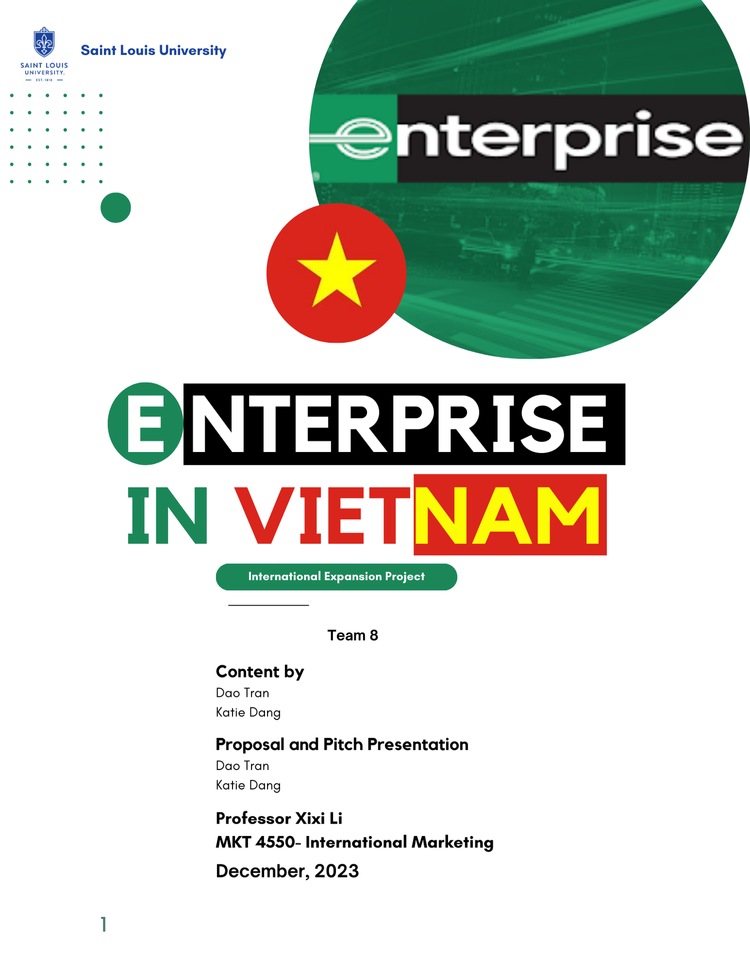 SAINT LOUIS
UNIVERSITY.
EST. 1818
Saint Louis University
enterprise
ENTERPRISE
IN VIETNAM
International Expansion Project
Team 8
Content by
Dao Tran
Katie Dang
Proposal and Pitch Presentation
Dao Tran
Katie Dang
Professor Xixi Li
MKT 4550- International Marketing
December, 2023
1